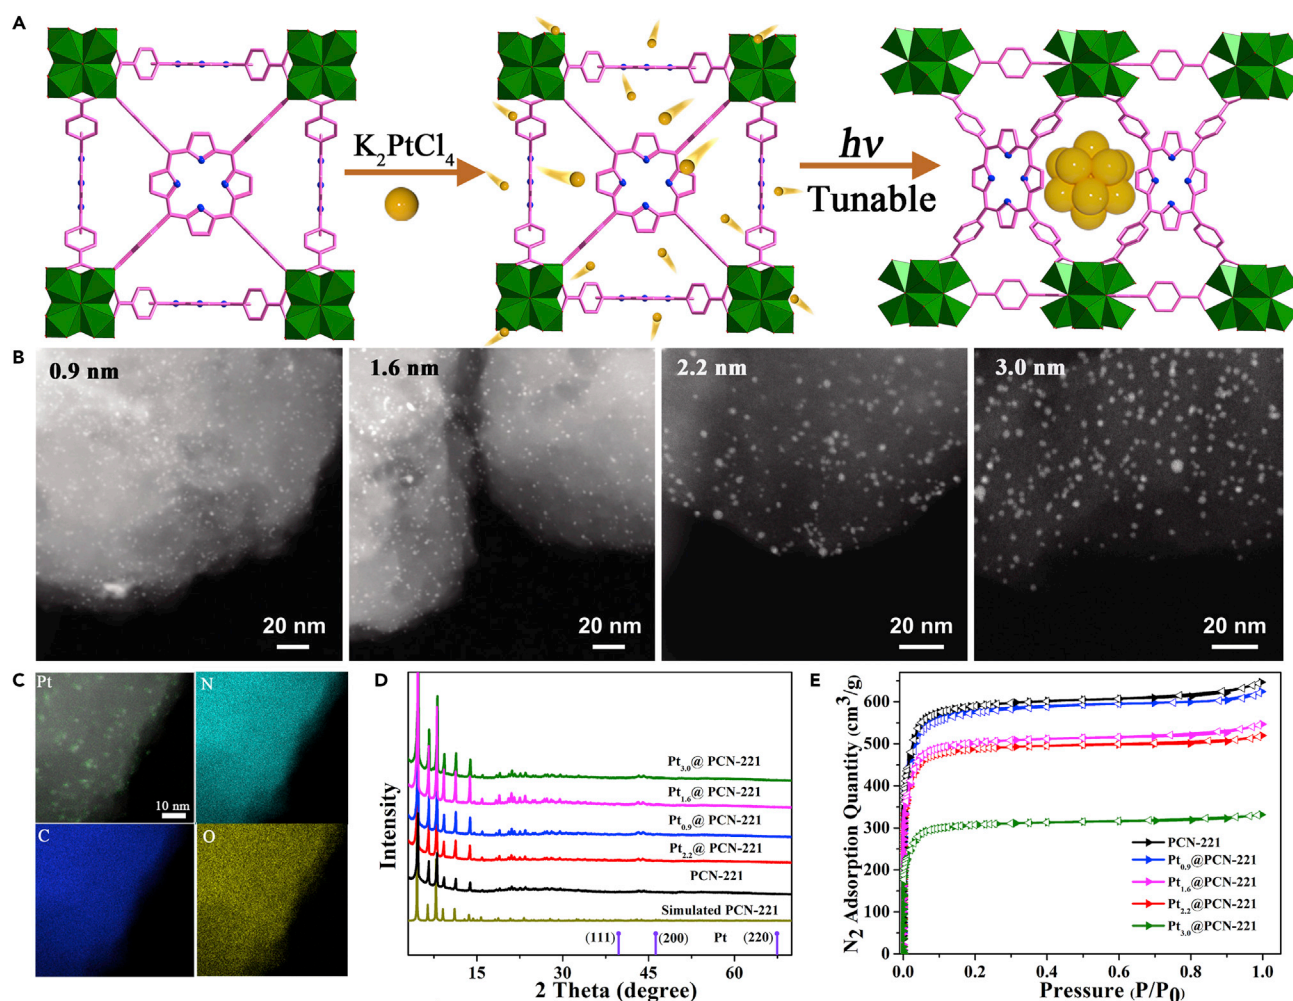 A
K2PtCl4
hν
Tunable
B
0.9 nm
1.6 nm
2.2 nm
3.0 nm
20 nm
20 nm
20 nm
20 nm
C
Pt
N
10 nm
C
O
D
Intensity
Pt3.0@ PCN-221
Pt1.6@ PCN-221
Pt0.9@ PCN-221
Pt2.2@ PCN-221
PCN-221
Simulated PCN-221
(111)
(200)
Pt
(220)
15
30
45
60
2 Theta (degree)
E
N2 Adsorption Quantity (cm3/g)
600
500
400
300
200
100
0
PCN-221
Pt0.9@PCN-221
Pt1.6@PCN-221
Pt2.2@PCN-221
Pt3.0@PCN-221
0.0
0.2
0.4
0.6
0.8
1.0
Pressure (P/P0)